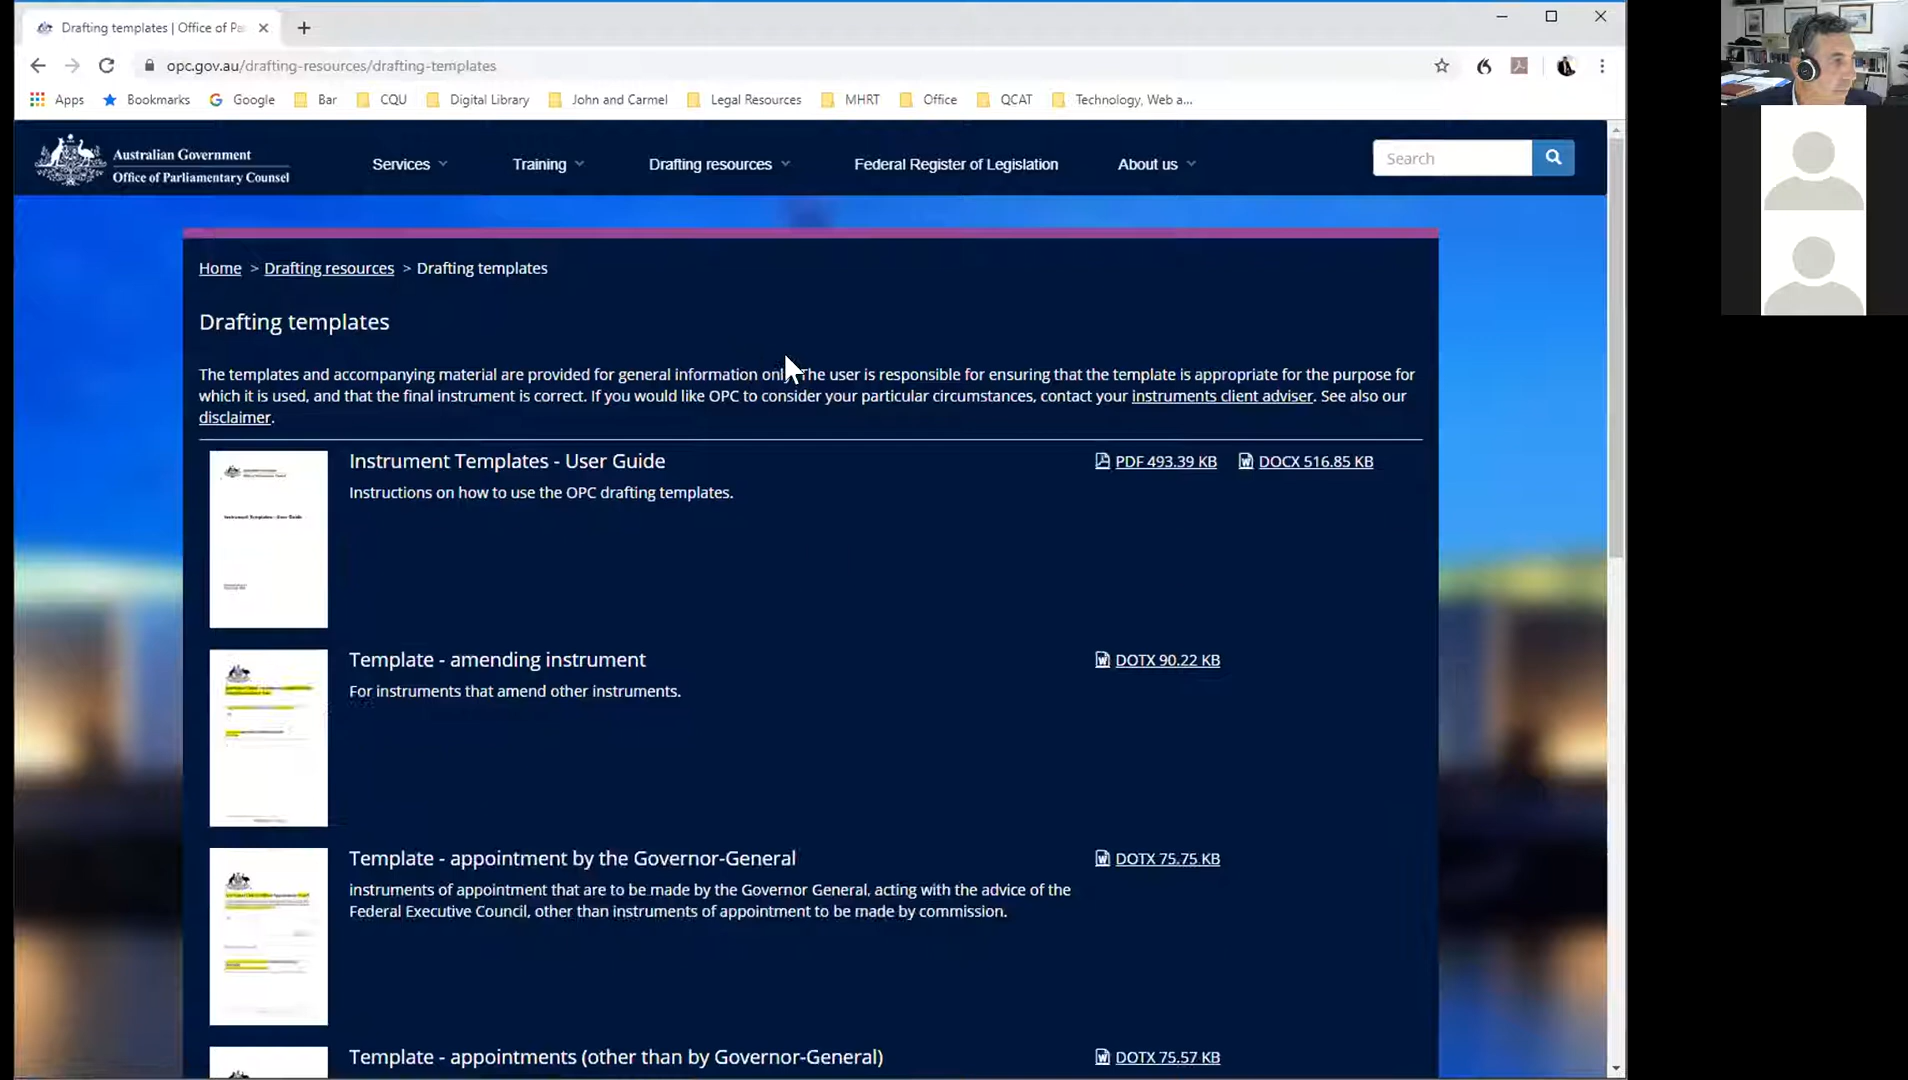 Drafting templates | Office of Pa
opc.gov.au/drafting-resources/drafting-templates
Apps Bookmarks Google Bar CQU Digital Library John and Carmel Legal Resources MHRT Office QCAT Technology, Web a...
Australian Government
Office of Parliamentary Counsel
Services Training Drafting resources Federal Register of Legislation About us Search
Home > Drafting resources > Drafting templates
Drafting templates
The templates and accompanying material are provided for general information only. The user is responsible for ensuring that the template is appropriate for the purpose for
which it is used, and that the final instrument is correct. If you would like OPC to consider your particular circumstances, contact your instruments client adviser. See also our
disclaimer.
Instrument Templates - User Guide PDF 493.39 KB DOCX 516.85 KB
Instructions on how to use the OPC drafting templates.
Instrument Templates - User Guide
Template - amending instrument DOTX 90.22 KB
For instruments that amend other instruments.
Template - appointment by the Governor-General DOTX 75.75 KB
instruments of appointment that are to be made by the Governor General, acting with the advice of the
Federal Executive Council, other than instruments of appointment to be made by commission.
Template - appointments (other than by Governor-General) DOTX 75.57 KB